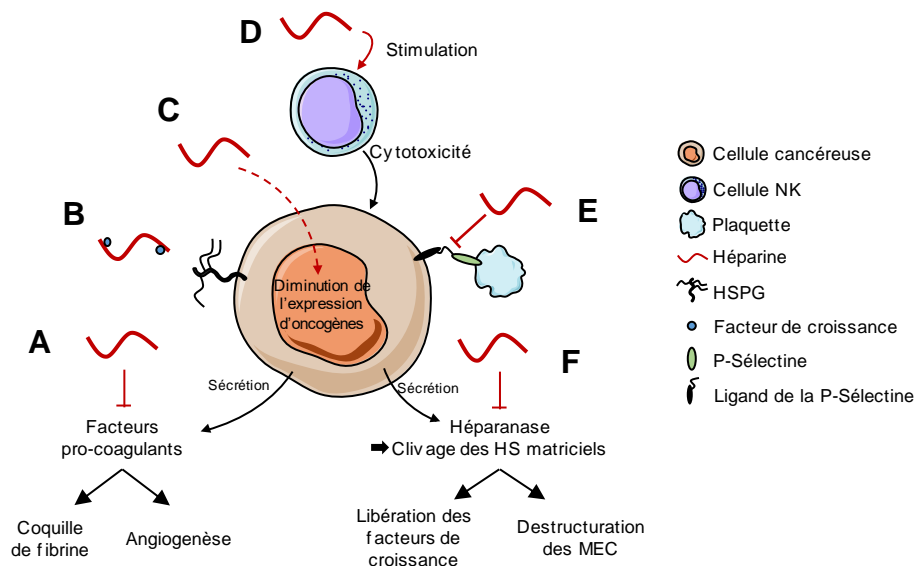 D
Stimulation
C
Cytotoxicité
Cellule cancéreuse
Cellule NK
Plaquette
Héparine
HSPG
Facteur de croissance
P-Sélectine
Ligand de la P-Sélectine
B
E
Diminution de
l'expression
d'oncogènes
A
F
Sécrétion
Sécrétion
Facteurs
pro-coagulants
Héparanase
➡ Clivage des HS matriciels
Coquille
de fibrine
Angiogenèse
Libération des
facteurs de
croissance
Destructuration
des MEC